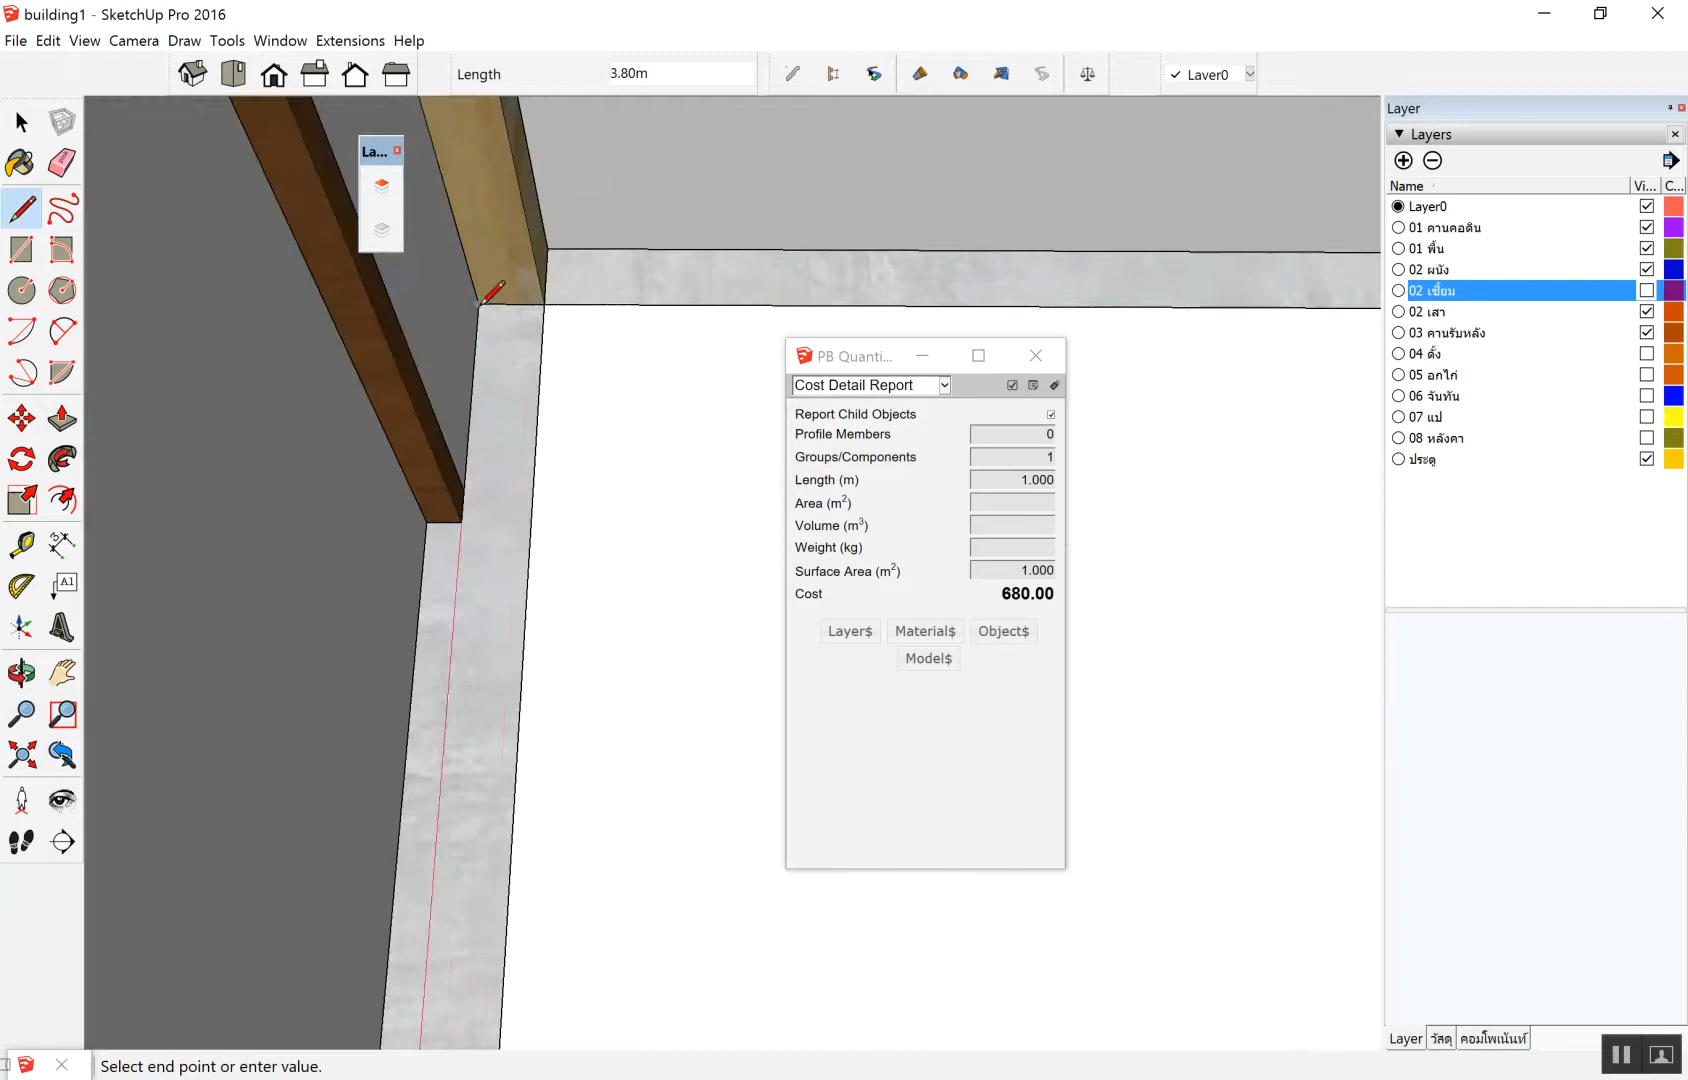 building1 - SketchUp Pro 2016
File Edit View Camera Draw Tools Window Extensions Help
Length 3.80m
Layer0
La...
A1
Layer
Layers
Name Vi... C...
Layer0
01 คานคอดิน
01 พื้น
02 ผนัง
02 เขี้ยม
02 เสา
03 คานรับหลัง
04 ดั้ง
05 อกไก่
06 จันทัน
07 แป
08 หลังคา
ประตู
PB Quanti...
Cost Detail Report
Report Child Objects
Profile Members 0
Groups/Components 1
Length (m) 1.000
Area (m2)
Volume (m3)
Weight (kg)
Surface Area (m2) 1.000
Cost 680.00
Layer$ Material$ Object$
Model$
Layer วัสดุ คอมโพเน้นท์
Select end point or enter value.